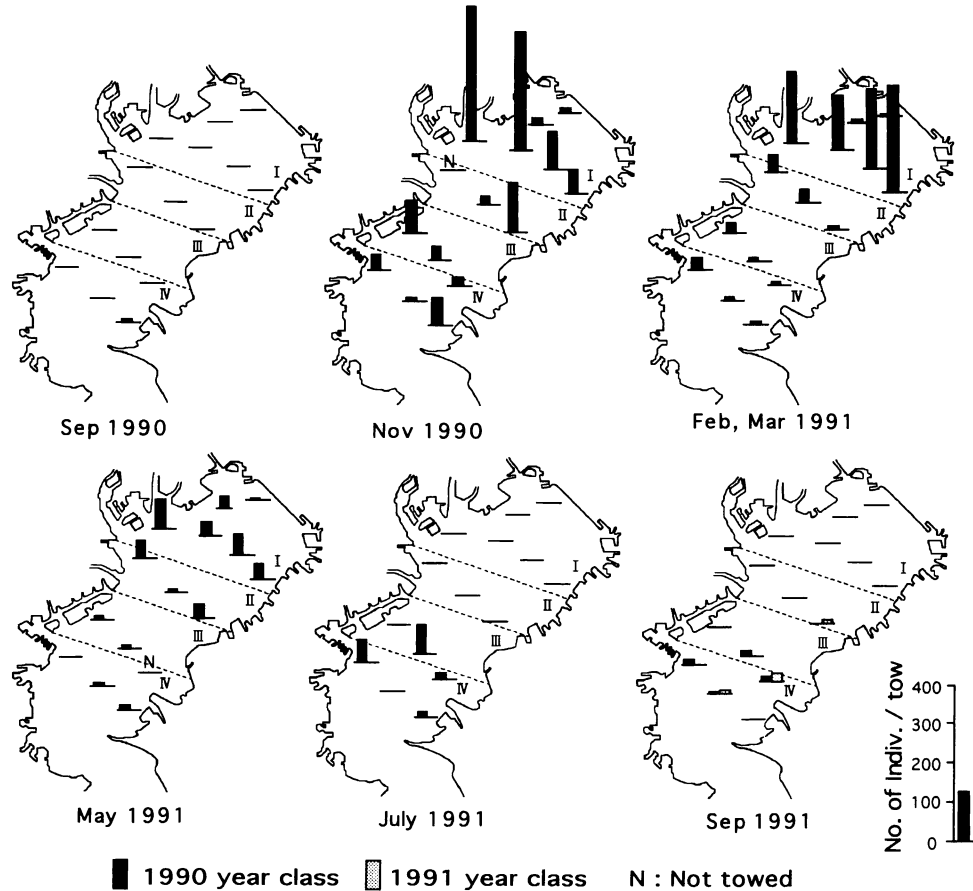 I
II
III
IV
Sep 1990
N
I
II
III
IV
Nov 1990
I
II
III
IV
Feb, Mar 1991
I
II
III
N
IV
May 1991
I
II
III
IV
July 1991
I
II
III
IV
Sep 1991
No. of Indiv. / tow
400
300
200
100
0
1990 year class
1991 year class
N : Not towed